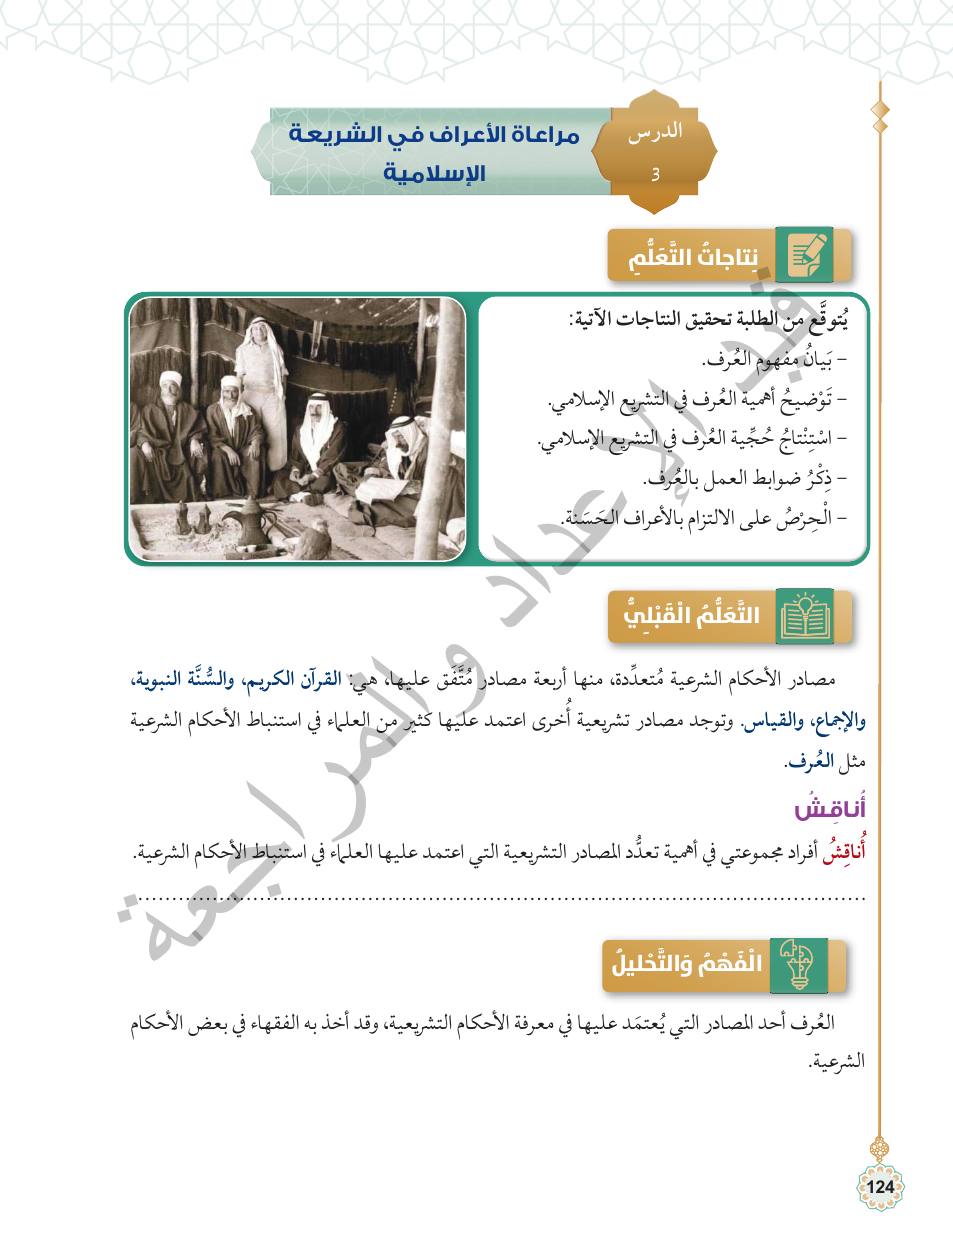 الدرس
3
مراعاة الأعراف في الشريعة
الإسلامية
نِتاجاتُ التَّعَلُّمِ
يُتوقَّع من الطلبة تحقيق النتاجات الآتية:
- بَيانُ مفهوم العُرف.
- تَوْضيحُ أهمية العُرف في التشريع الإسلامي.
- اسْتِنْتاجُ حُجِّية العُرف في التشريع الإسلامي.
- ذِكْرُ ضوابط العمل بالعُرف.
- الْحِرْصُ على الالتزام بالأعراف الحَسَنة.
التَّعَلُّمُ الْقَبْلِيُّ
مصادر الأحكام الشرعية مُتعدِّدة، منها أربعة مصادر مُتَّفَق عليها، هي: القرآن الكريم، والسُّنَّة النبوية،
والإجماع، والقياس. وتوجد مصادر تشريعية أُخرى اعتمد عليها كثير من العلماء في استنباط الأحكام الشرعية
مثل العُرف.
أُناقِشُ
أُناقِشُ أفراد مجموعتي في أهمية تعدُّد المصادر التشريعية التي اعتمد عليها العلماء في استنباط الأحكام الشرعية.
الْفَهْمُ وَالتَّحْليلُ
العُرف أحد المصادر التي يُعتمَد عليها في معرفة الأحكام التشريعية، وقد أخذ به الفقهاء في بعض الأحكام
الشرعية.
124
قيد الإعداد والمراجعة